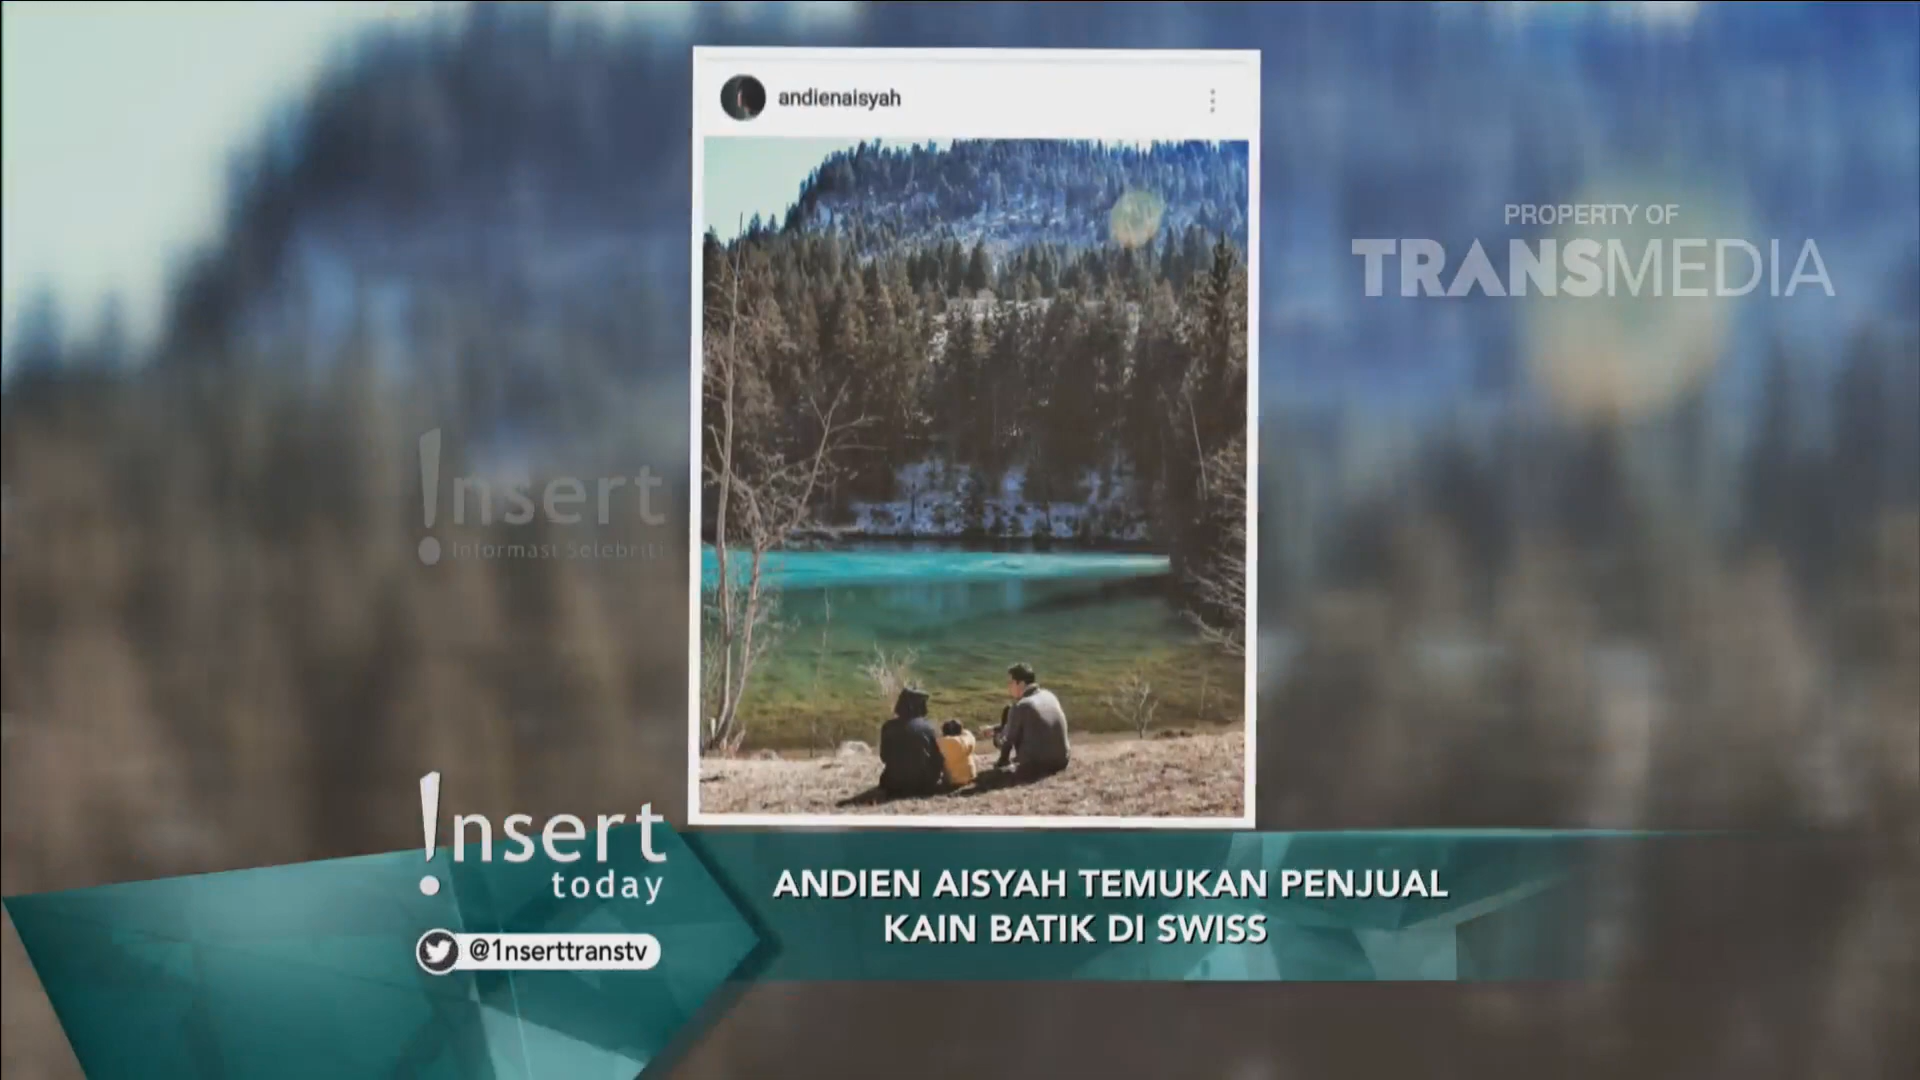 andienaisyah
PROPERTY OF
TRANSMEDIA
!nsert
Informasi Selebriti
!nsert
today
@1nserttranstv
ANDIEN AISYAH TEMUKAN PENJUAL
KAIN BATIK DI SWISS